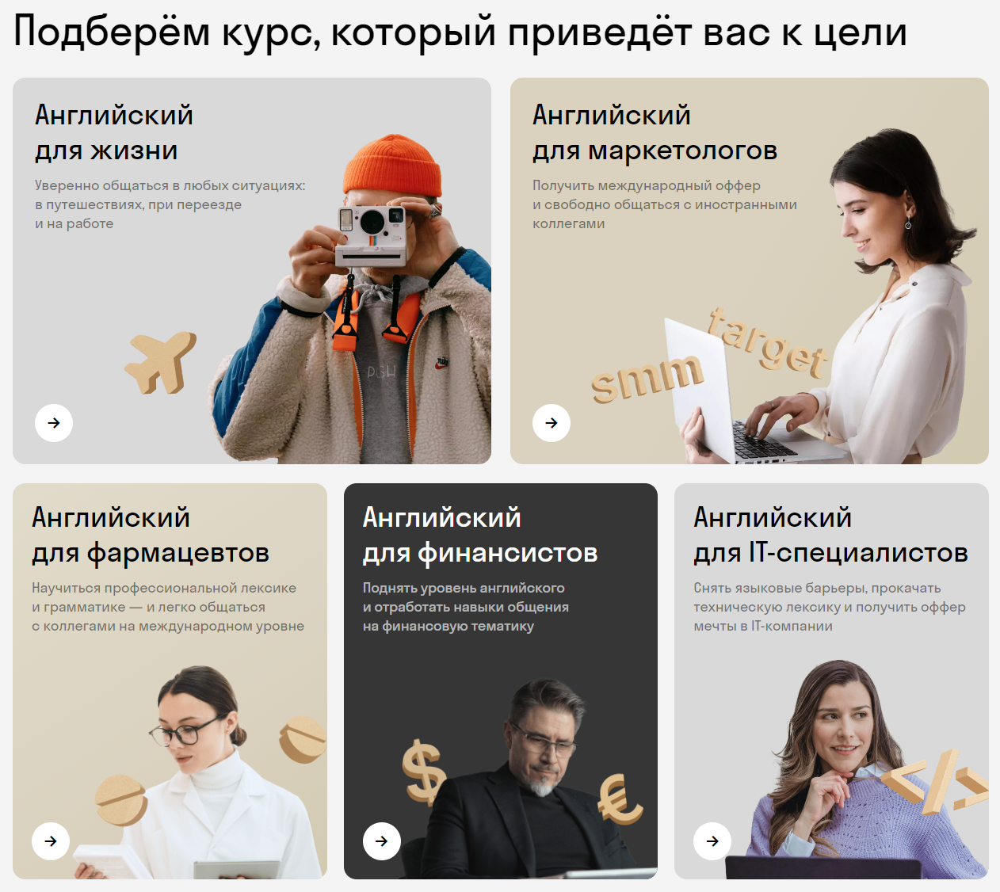 Подберём курс, который приведёт вас к цели
Английский
для жизни
Уверенно общаться в любых ситуациях:
в путешествиях, при переезде
и на работе
PGH
Английский
для маркетологов
Получить международный оффер
и свободно общаться с иностранными
коллегами
smm
target
Английский
для фармацевтов
Научиться профессиональной лексике
и грамматике — и легко общаться
с коллегами на международном уровне
Английский
для финансистов
Поднять уровень английского
и отработать навыки общения
на финансовую тематику
$
€
Английский
для IT-специалистов
Снять языковые барьеры, прокачать
техническую лексику и получить оффер
мечты в IT-компании
</>